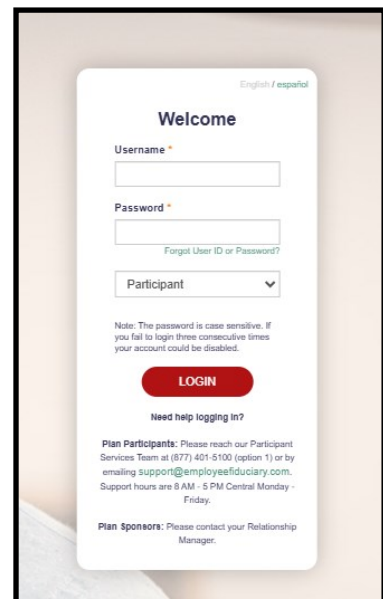 English / español
Welcome
Username *
Password *
Forgot User ID or Password?
Participant
Note: The password is case sensitive. If
you fail to login three consecutive times
your account could be disabled.
LOGIN
Need help logging in?
Plan Participants: Please reach our Participant
Services Team at (877) 401-5100 (option 1) or by
emailing support@employeefiduciary.com.
Support hours are 8 AM - 5 PM Central Monday -
Friday.
Plan Sponsors: Please contact your Relationship
Manager.